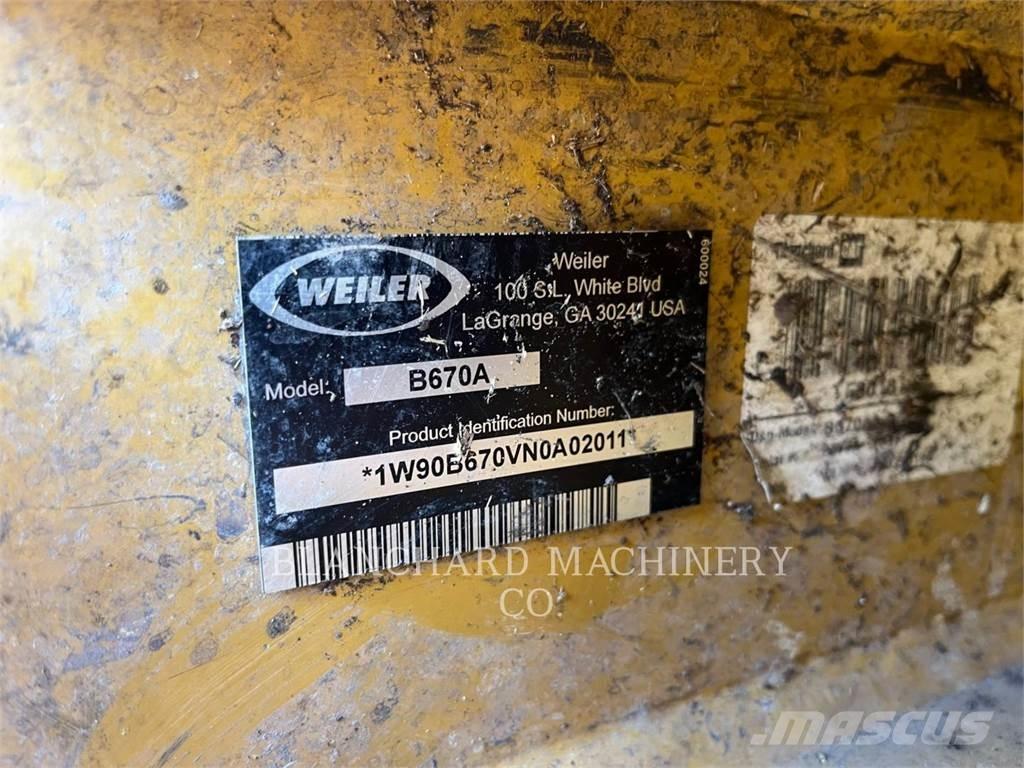 WEILER
Weiler
100 S.L. White Blvd
LaGrange, GA 30241 USA
600024
Model:
B670A
Product Identification Number:
*1W90B670VN0A02011*
BLANCHARD MACHINERY
CO.
MASCUS